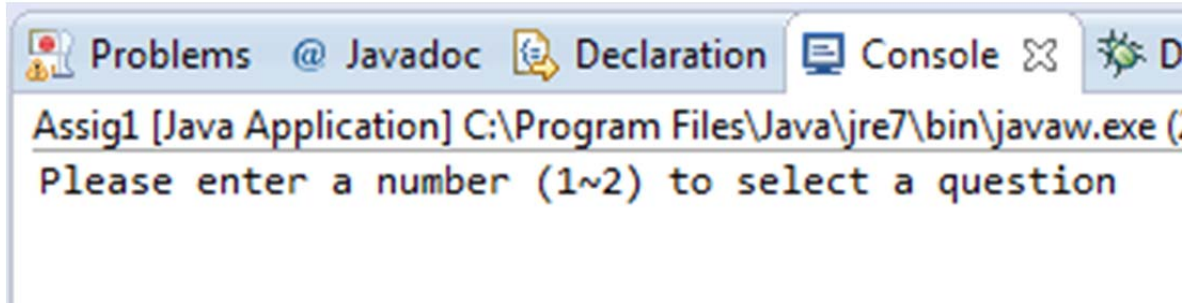 Problems @ Javadoc Declaration Console D
Assig1 [Java Application] C:\Program Files\Java\jre7\bin\javaw.exe (
Please enter a number (1~2) to select a question